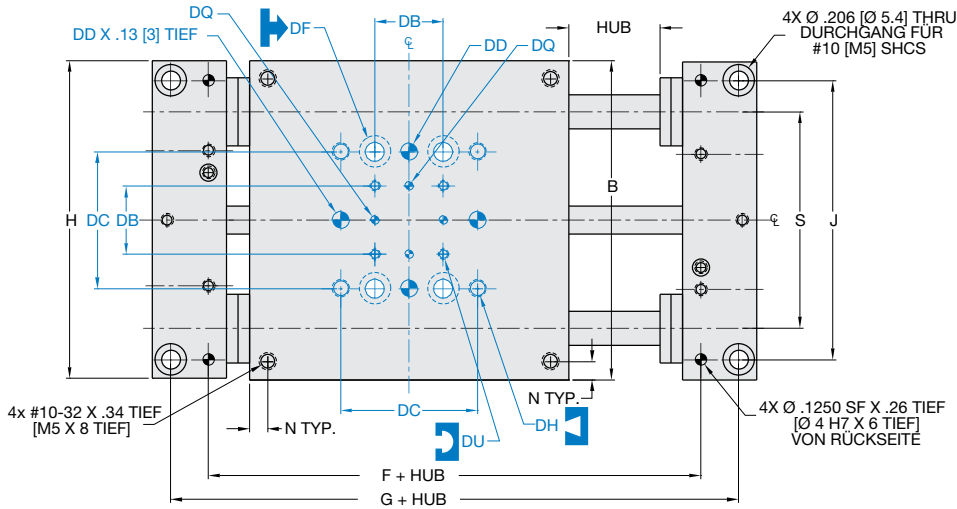 DQ
DD X .13 [3] TIEF
DF
DB
℄
DD
DQ
HUB
4X Ø .206 [Ø 5.4] THRU
DURCHGANG FÜR
#10 [M5] SHCS
H
DC
DB
B
℄
S
J
4x #10-32 X .34 TIEF
[M5 X 8 TIEF]
N TYP.
DC
DU
DH
N TYP.
4X Ø .1250 SF X .26 TIEF
[Ø 4 H7 X 6 TIEF]
VON RÜCKSEITE
F + HUB
G + HUB